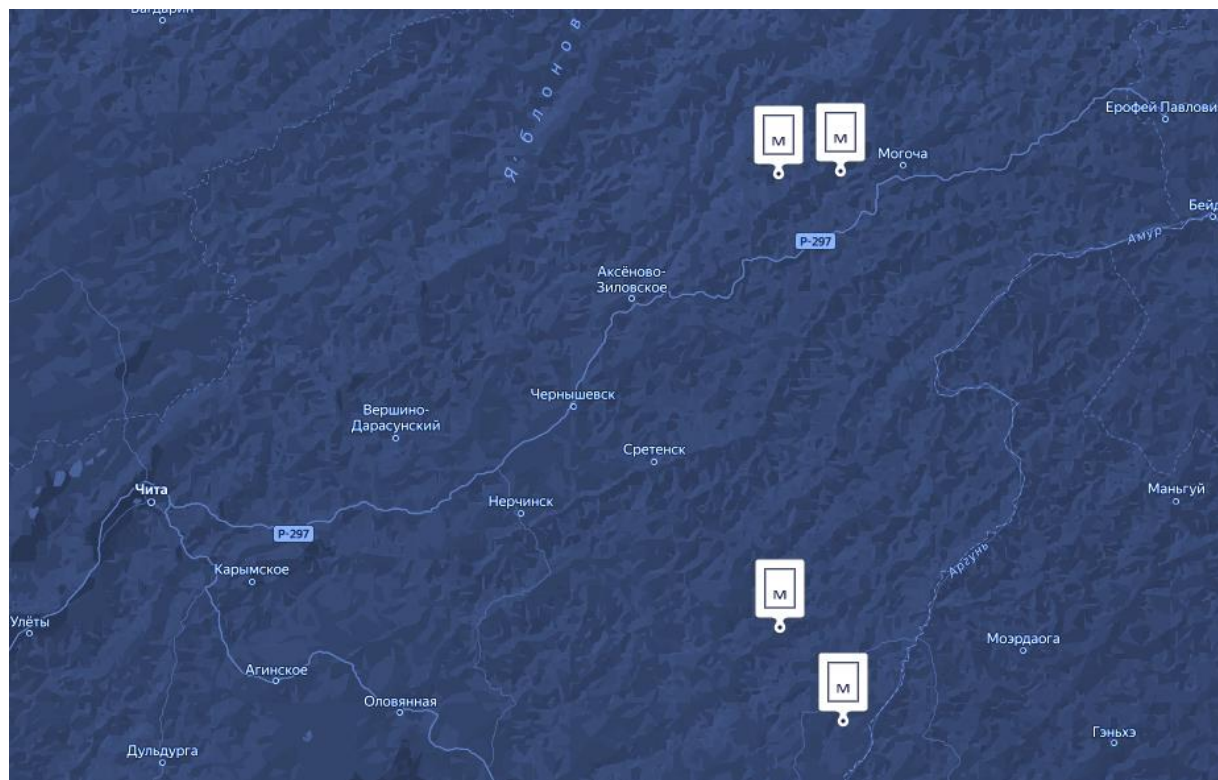 Багдарин
Яблонов
Ерофей Павлови
М
М
Могоча
Бейд
Амур
Р-297
Аксёново-
Зиловское
Чернышевск
Вершино-
Дарасунский
Сретенск
Чита
Маньгуй
Нерчинск
Р-297
Аргунь
Карымское
М
Улёты
Моэрдаога
Агинское
М
Оловянная
Гэньхэ
Дульдурга